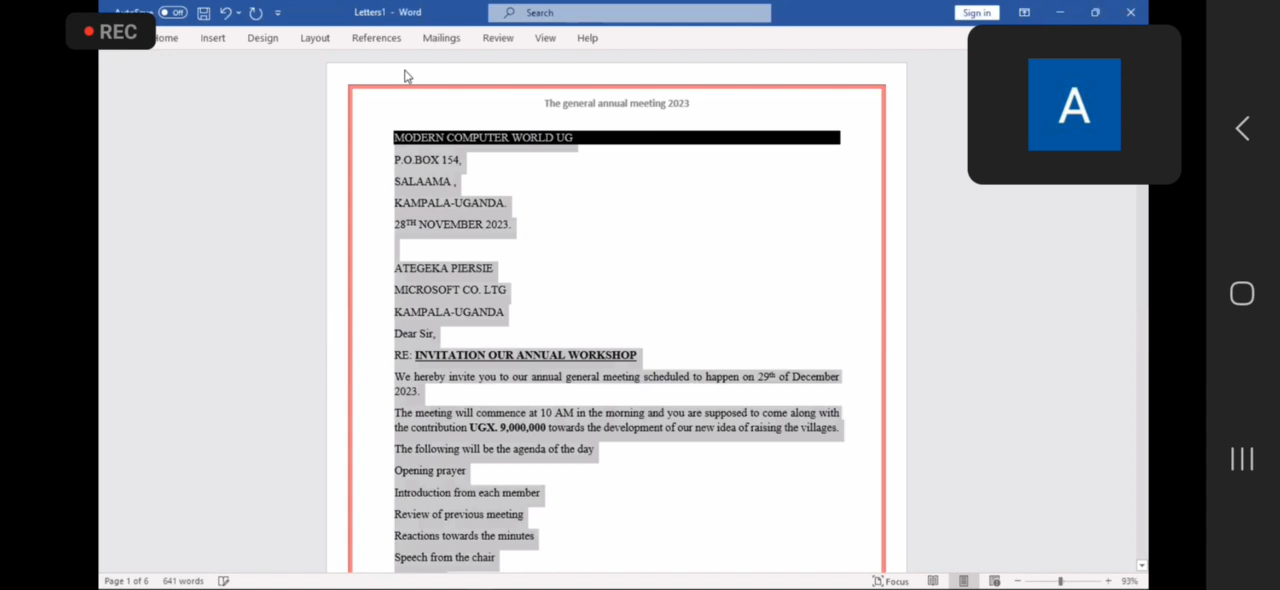 AutoSave Off Letters1 - Word Search Sign in
REC
Home Insert Design Layout References Mailings Review View Help
A
The general annual meeting 2023
MODERN COMPUTER WORLD UG
P.O.BOX 154,
SALAAMA ,
KAMPALA-UGANDA.
28TH NOVEMBER 2023.
ATEGEKA PIERSIE
MICROSOFT CO. LTG
KAMPALA-UGANDA
Dear Sir,
RE: INVITATION OUR ANNUAL WORKSHOP
We hereby invite you to our annual general meeting scheduled to happen on 29th of December
2023.
The meeting will commence at 10 AM in the morning and you are supposed to come along with
the contribution UGX. 9,000,000 towards the development of our new idea of raising the villages.
The following will be the agenda of the day
Opening prayer
Introduction from each member
Review of previous meeting
Reactions towards the minutes
Speech from the chair
Page 1 of 6 641 words Focus 93%